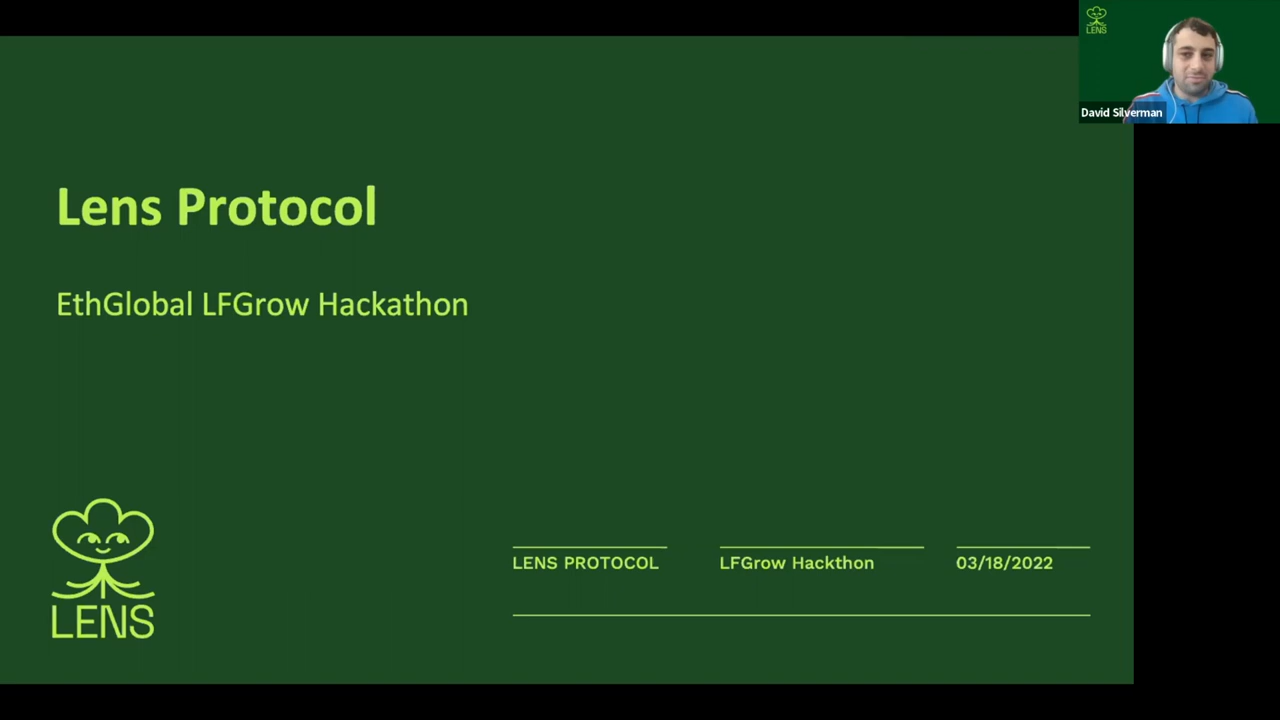 LENS
David Silverman
Lens Protocol
EthGlobal LFGrow Hackathon
LENS
LENS PROTOCOL
LFGrow Hackthon
03/18/2022